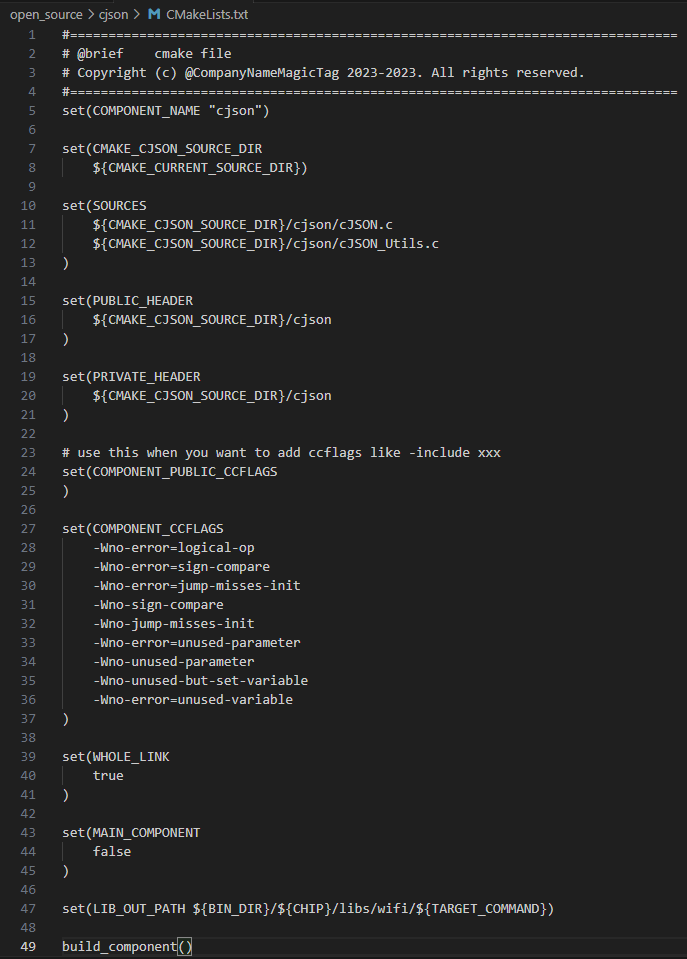 open_source > cjson > CMakeLists.txt
1 #===============================================================================
2 # @brief    cmake file
3 # Copyright (c) @CompanyNameMagicTag 2023-2023. All rights reserved.
4 #===============================================================================
5 set(COMPONENT_NAME "cjson")
6
7 set(CMAKE_CJSON_SOURCE_DIR
8     ${CMAKE_CURRENT_SOURCE_DIR})
9
10 set(SOURCES
11     ${CMAKE_CJSON_SOURCE_DIR}/cjson/cJSON.c
12     ${CMAKE_CJSON_SOURCE_DIR}/cjson/cJSON_Utils.c
13 )
14
15 set(PUBLIC_HEADER
16     ${CMAKE_CJSON_SOURCE_DIR}/cjson
17 )
18
19 set(PRIVATE_HEADER
20     ${CMAKE_CJSON_SOURCE_DIR}/cjson
21 )
22
23 # use this when you want to add ccflags like -include xxx
24 set(COMPONENT_PUBLIC_CCFLAGS
25 )
26
27 set(COMPONENT_CCFLAGS
28     -Wno-error=logical-op
29     -Wno-error=sign-compare
30     -Wno-error=jump-misses-init
31     -Wno-sign-compare
32     -Wno-jump-misses-init
33     -Wno-error=unused-parameter
34     -Wno-unused-parameter
35     -Wno-unused-but-set-variable
36     -Wno-error=unused-variable
37 )
38
39 set(WHOLE_LINK
40     true
41 )
42
43 set(MAIN_COMPONENT
44     false
45 )
46
47 set(LIB_OUT_PATH ${BIN_DIR}/${CHIP}/libs/wifi/${TARGET_COMMAND})
48
49 build_component()